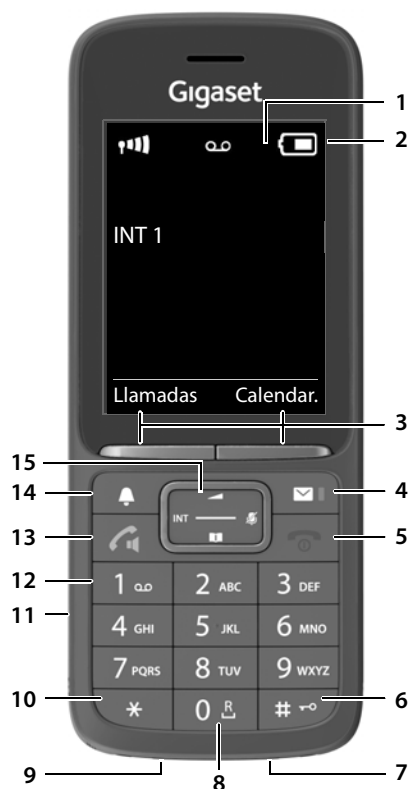 Gigaset
1
2
INT 1
Llamadas Calendar.
3
15
14
4
INT
13
5
12
1 2 ABC 3 DEF
11
4 GHI 5 JKL 6 MNO
7 PQRS 8 TUV 9 WXYZ
10
* 0 R #
6
9
8
7